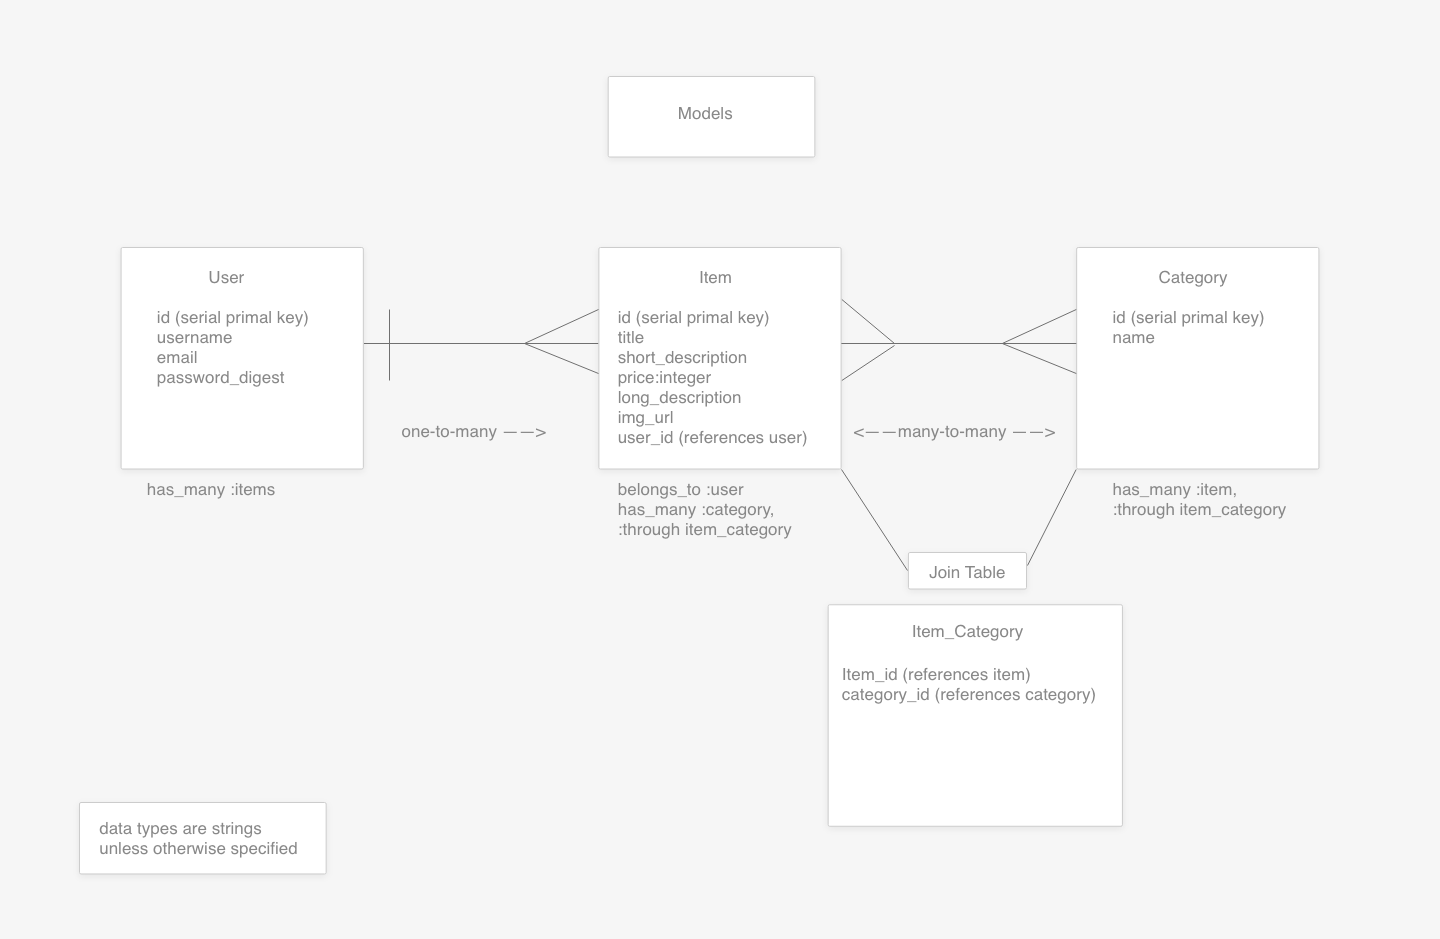 Models
User
id (serial primal key)
username
email
password_digest
has_many :items
one-to-many ——>
Item
id (serial primal key)
title
short_description
price:integer
long_description
img_url
user_id (references user)
belongs_to :user
has_many :category,
:through item_category
<——many-to-many ——>
Category
id (serial primal key)
name
has_many :item,
:through item_category
Join Table
Item_Category
Item_id (references item)
category_id (references category)
data types are strings
unless otherwise specified